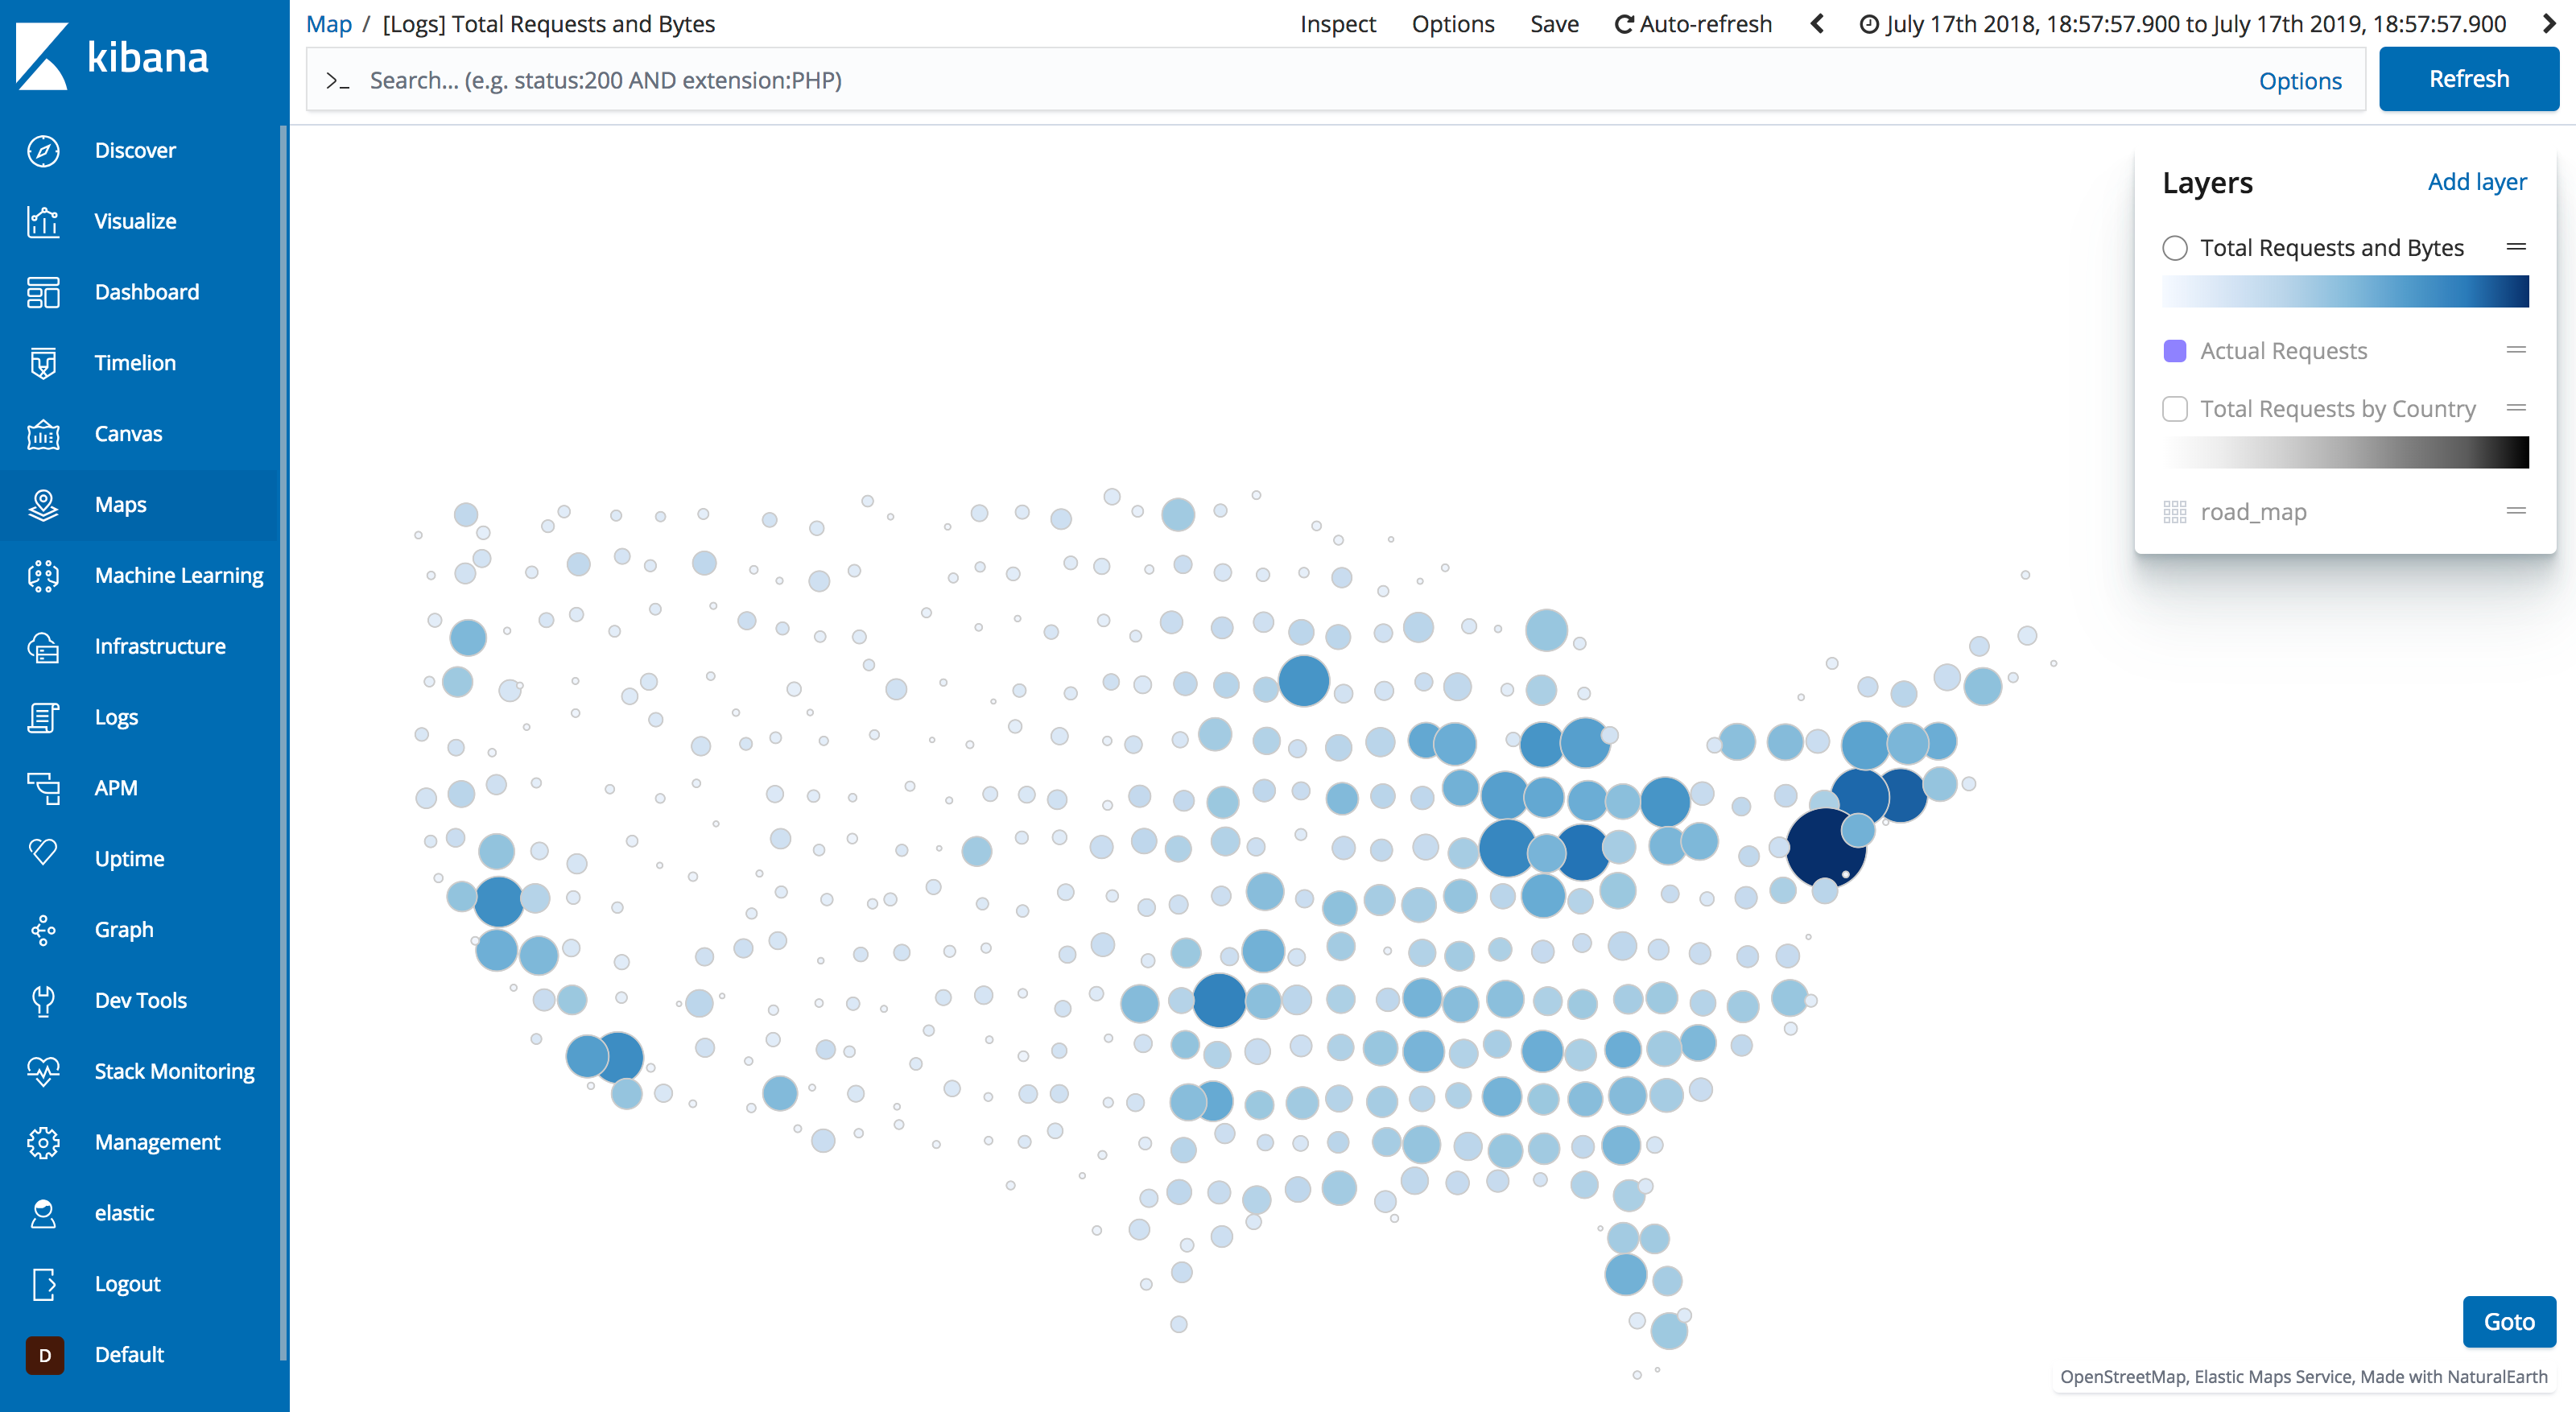 kibana
Discover
Visualize
Dashboard
Timelion
Canvas
Maps
Machine Learning
Infrastructure
Logs
APM
Uptime
Graph
Dev Tools
Stack Monitoring
Management
elastic
Logout
D Default
Map / [Logs] Total Requests and Bytes
Inspect Options Save Auto-refresh July 17th 2018, 18:57:57.900 to July 17th 2019, 18:57:57.900
>_ Search... (e.g. status:200 AND extension:PHP) Options Refresh
Layers Add layer
Total Requests and Bytes
Actual Requests
Total Requests by Country
road_map
Goto
OpenStreetMap, Elastic Maps Service, Made with NaturalEarth